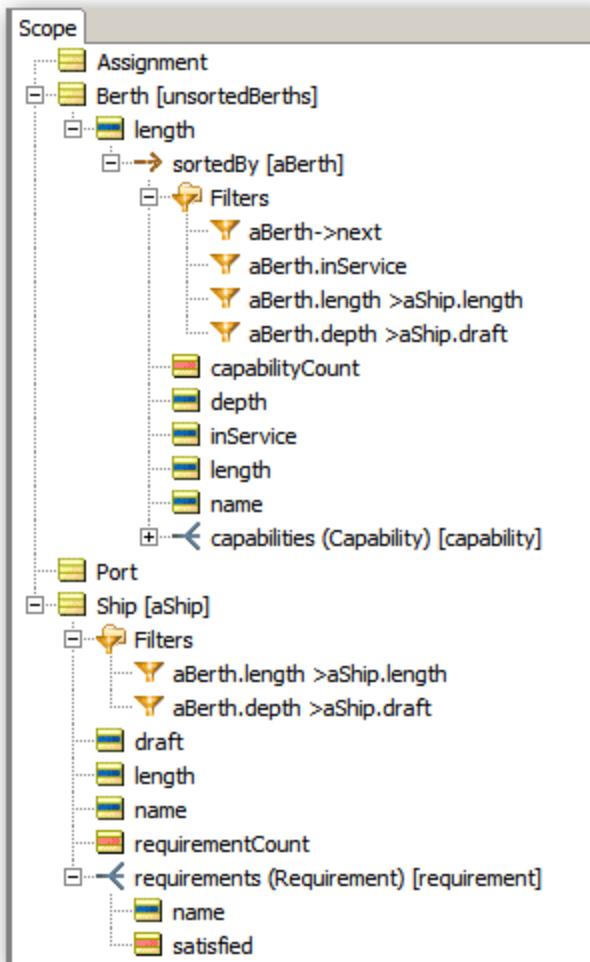 Scope
Assignment
Berth [unsortedBerths]
length
sortedBy [aBerth]
Filters
aBerth->next
aBerth.inService
aBerth.length >aShip.length
aBerth.depth >aShip.draft
capabilityCount
depth
inService
length
name
capabilities (Capability) [capability]
Port
Ship [aShip]
Filters
aBerth.length >aShip.length
aBerth.depth >aShip.draft
draft
length
name
requirementCount
requirements (Requirement) [requirement]
name
satisfied